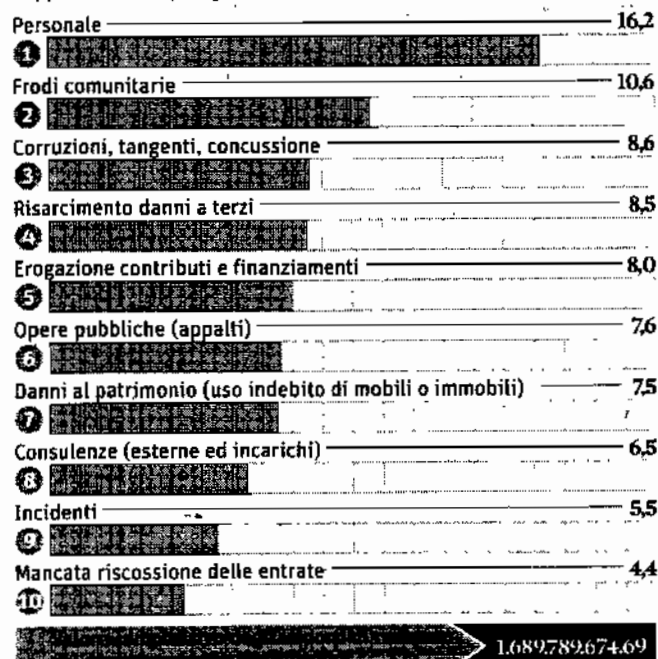 Personale 16,2
1
Frodi comunitarie 10,6
2
Corruzioni, tangenti, concussione 8,6
3
Risarcimento danni a terzi 8,5
4
Erogazione contributi e finanziamenti 8,0
5
Opere pubbliche (appalti) 7,6
6
Danni al patrimonio (uso indebito di mobili o immobili) 7,5
7
Consulenze (esterne ed incarichi) 6,5
8
Incidenti 5,5
9
Mancata riscossione delle entrate 4,4
10
1.689.789.674.69